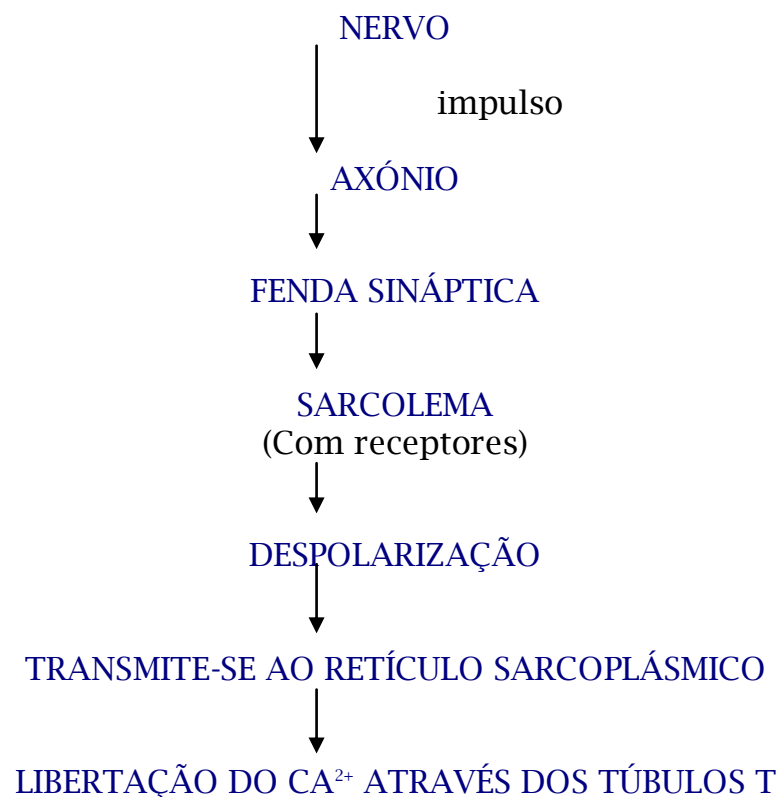 NERVO
impulso
AXÓNIO
FENDA SINÁPTICA
SARCOLEMA
(Com receptores)
DESPOLARIZAÇÃO
TRANSMITE-SE AO RETÍCULO SARCOPLÁSMICO
LIBERTAÇÃO DO CA²⁺ ATRAVÉS DOS TÚBULOS T